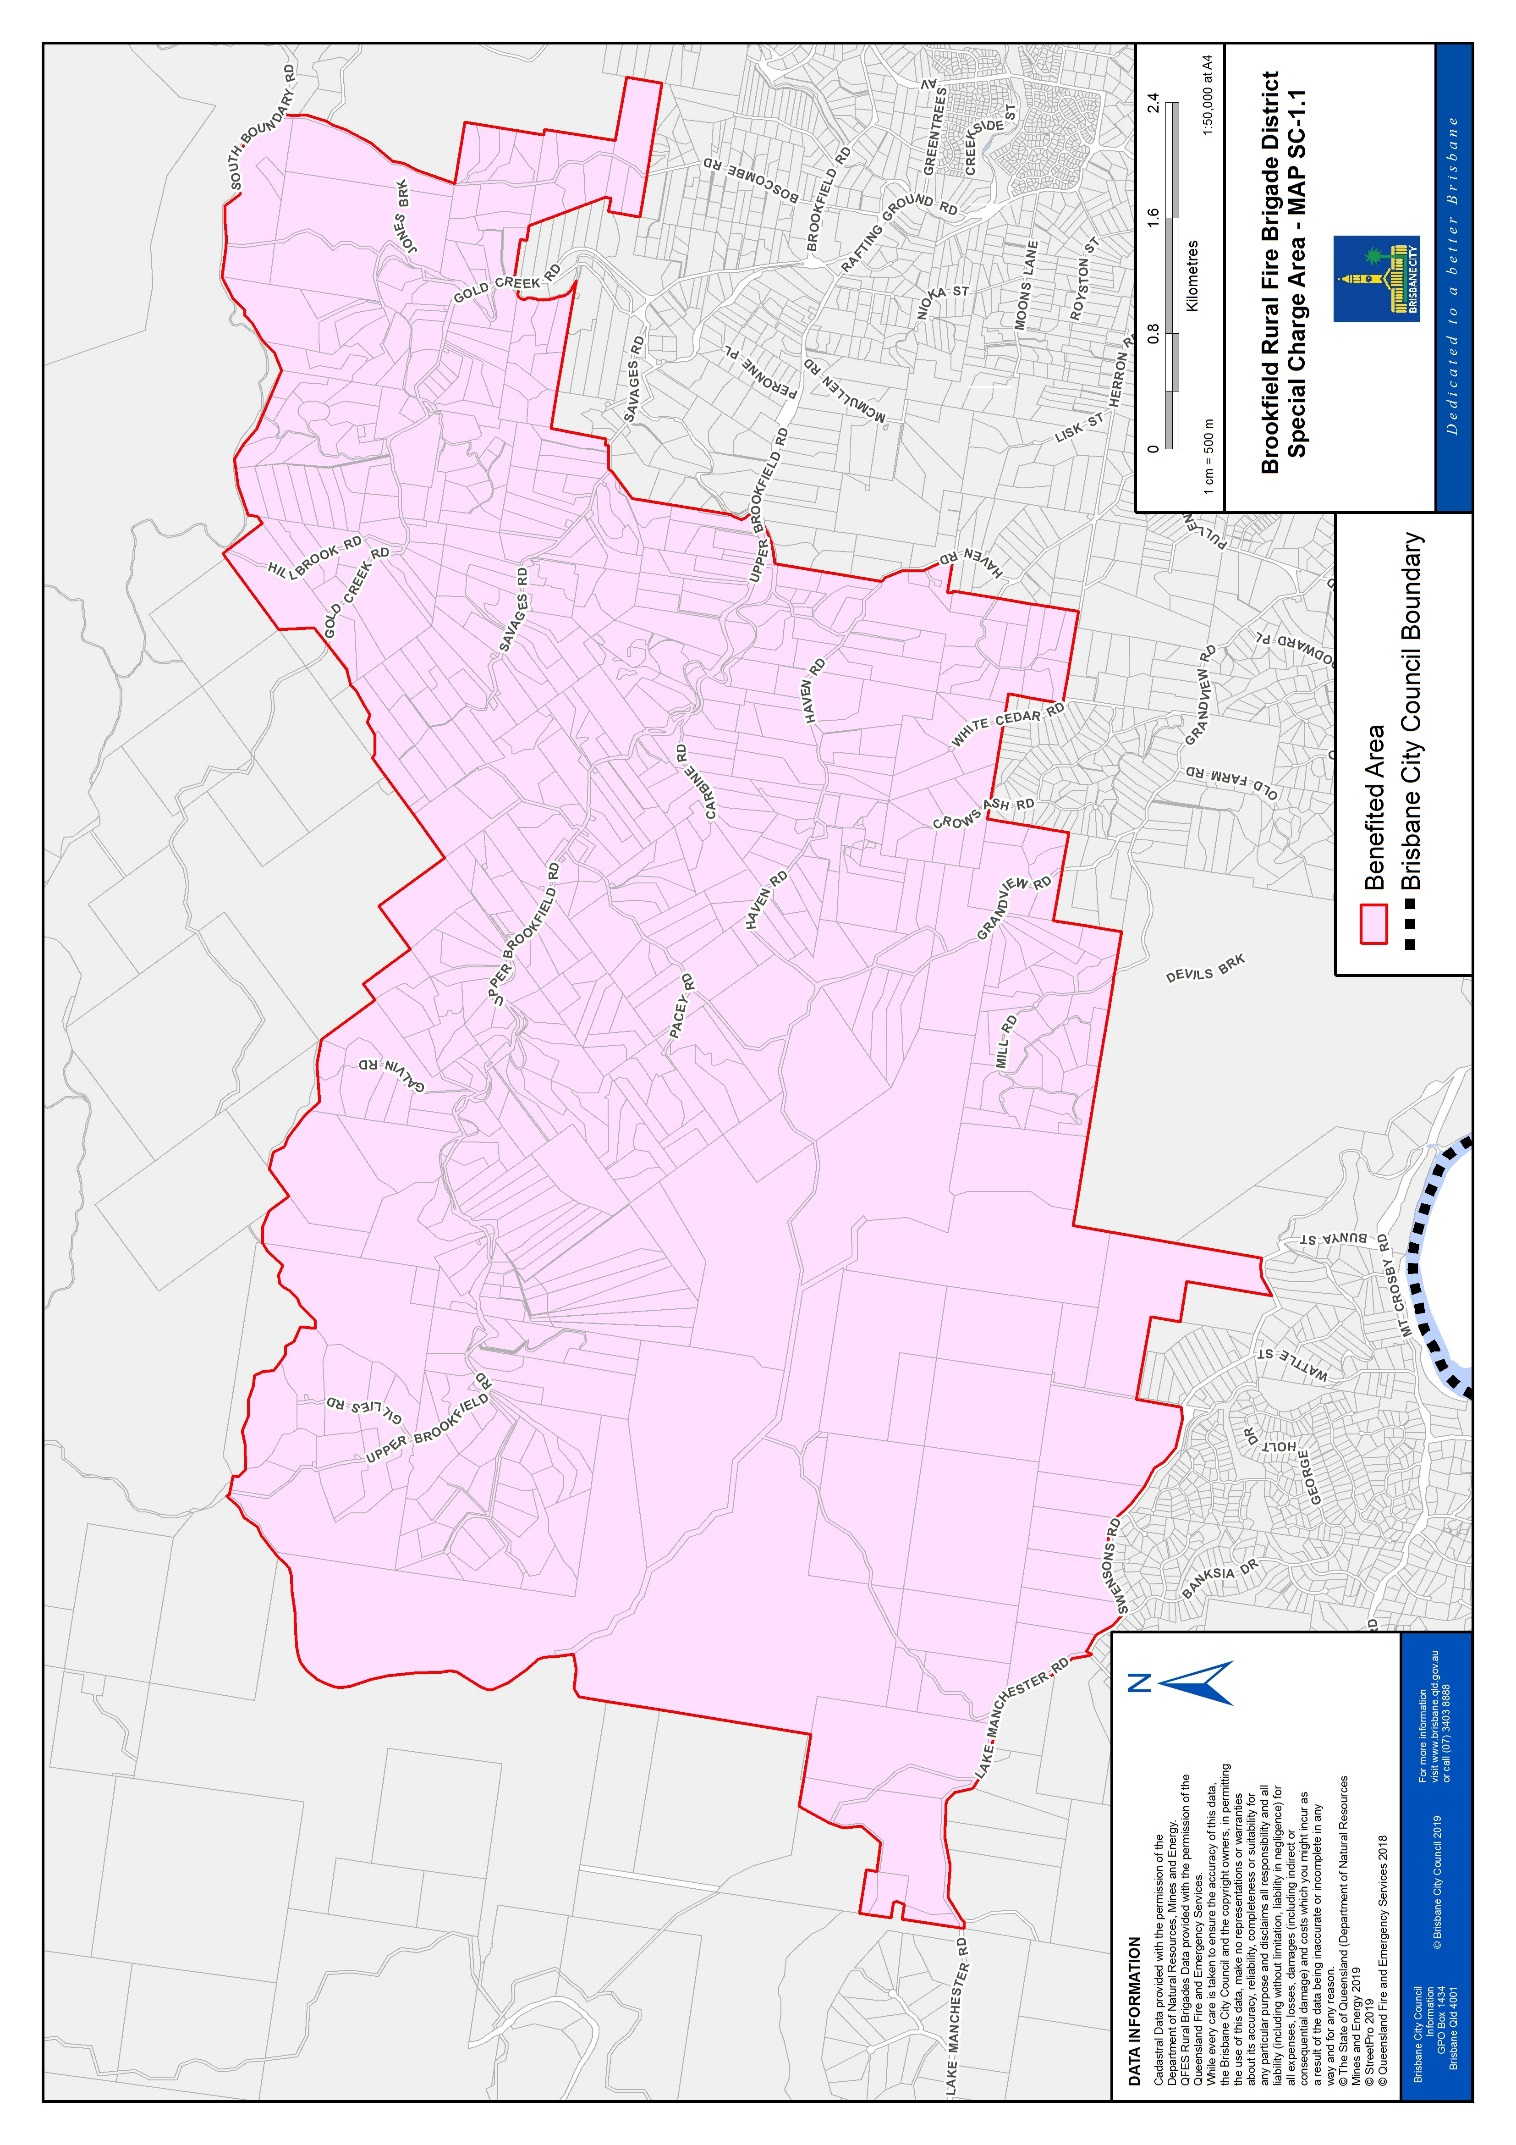 SOUTH BOUNDARY RD
JONES BRK
GOLD CREEK RD
HILLBROOK RD
GOLD CREEK RD
SAVAGES RD
SAVAGES RD
BOSCOMBE RD
BROOKFIELD RD
RAFTING GROUND RD
GREENTREES AV
CREEKSIDE ST
NIOKA ST
MOONS LANE
ROYSTON ST
PERONNE PL
MCMULLEN RD
LISK ST
HERRON RD
UPPER BROOKFIELD RD
HAVEN RD
HAVEN RD
WHITE CEDAR RD
CROWS ASH RD
CARBINE RD
HAVEN RD
GRANDVIEW RD
GRANDVIEW RD
OLD FARM RD
UPPER BROOKFIELD RD
PACEY RD
MILL RD
DEVILS BRK
GALVIN RD
GILLIES RD
UPPER BROOKFIELD RD
BUNYA ST
MT CROSBY RD
WATTLE ST
HOLT
DR
GEORGE
BANKSIA DR
SWENSONS RD
LAKE MANCHESTER RD
LAKE MANCHESTER RD
RD
DATA INFORMATION
Cadastral Data provided with the permission of the
Department of Natural Resources, Mines and Energy.
QFES Rural Brigades Data provided with the permission of the
Queensland Fire and Emergency Services.
While every care is taken to ensure the accuracy of this data,
the Brisbane City Council and the copyright owners, in permitting
the use of this data, make no representations or warranties
about its accuracy, reliability, completeness or suitability for
any particular purpose and disclaims all responsibility and all
liability (including without limitation, liability in negligence) for
all expenses, losses, damages (including indirect or
consequential damage) and costs which you might incur as
a result of the data being inaccurate or incomplete in any
way and for any reason.
© The State of Queensland (Department of Natural Resources
Mines and Energy 2019
© StreetPro 2019
© Queensland Fire and Emergency Services 2018
N
Brisbane City Council
Information
GPO Box 1434
Brisbane Qld 4001
© Brisbane City Council 2019
For more information
visit www.brisbane.qld.gov.au
or call (07) 3403 8888
Benefited Area
Brisbane City Council Boundary
0 0.8 1.6 2.4
Kilometres
1 cm = 500 m 1:50,000 at A4
Brookfield Rural Fire Brigade District
Special Charge Area - MAP SC-1.1
BRISBANE CITY
Dedicated to a better Brisbane